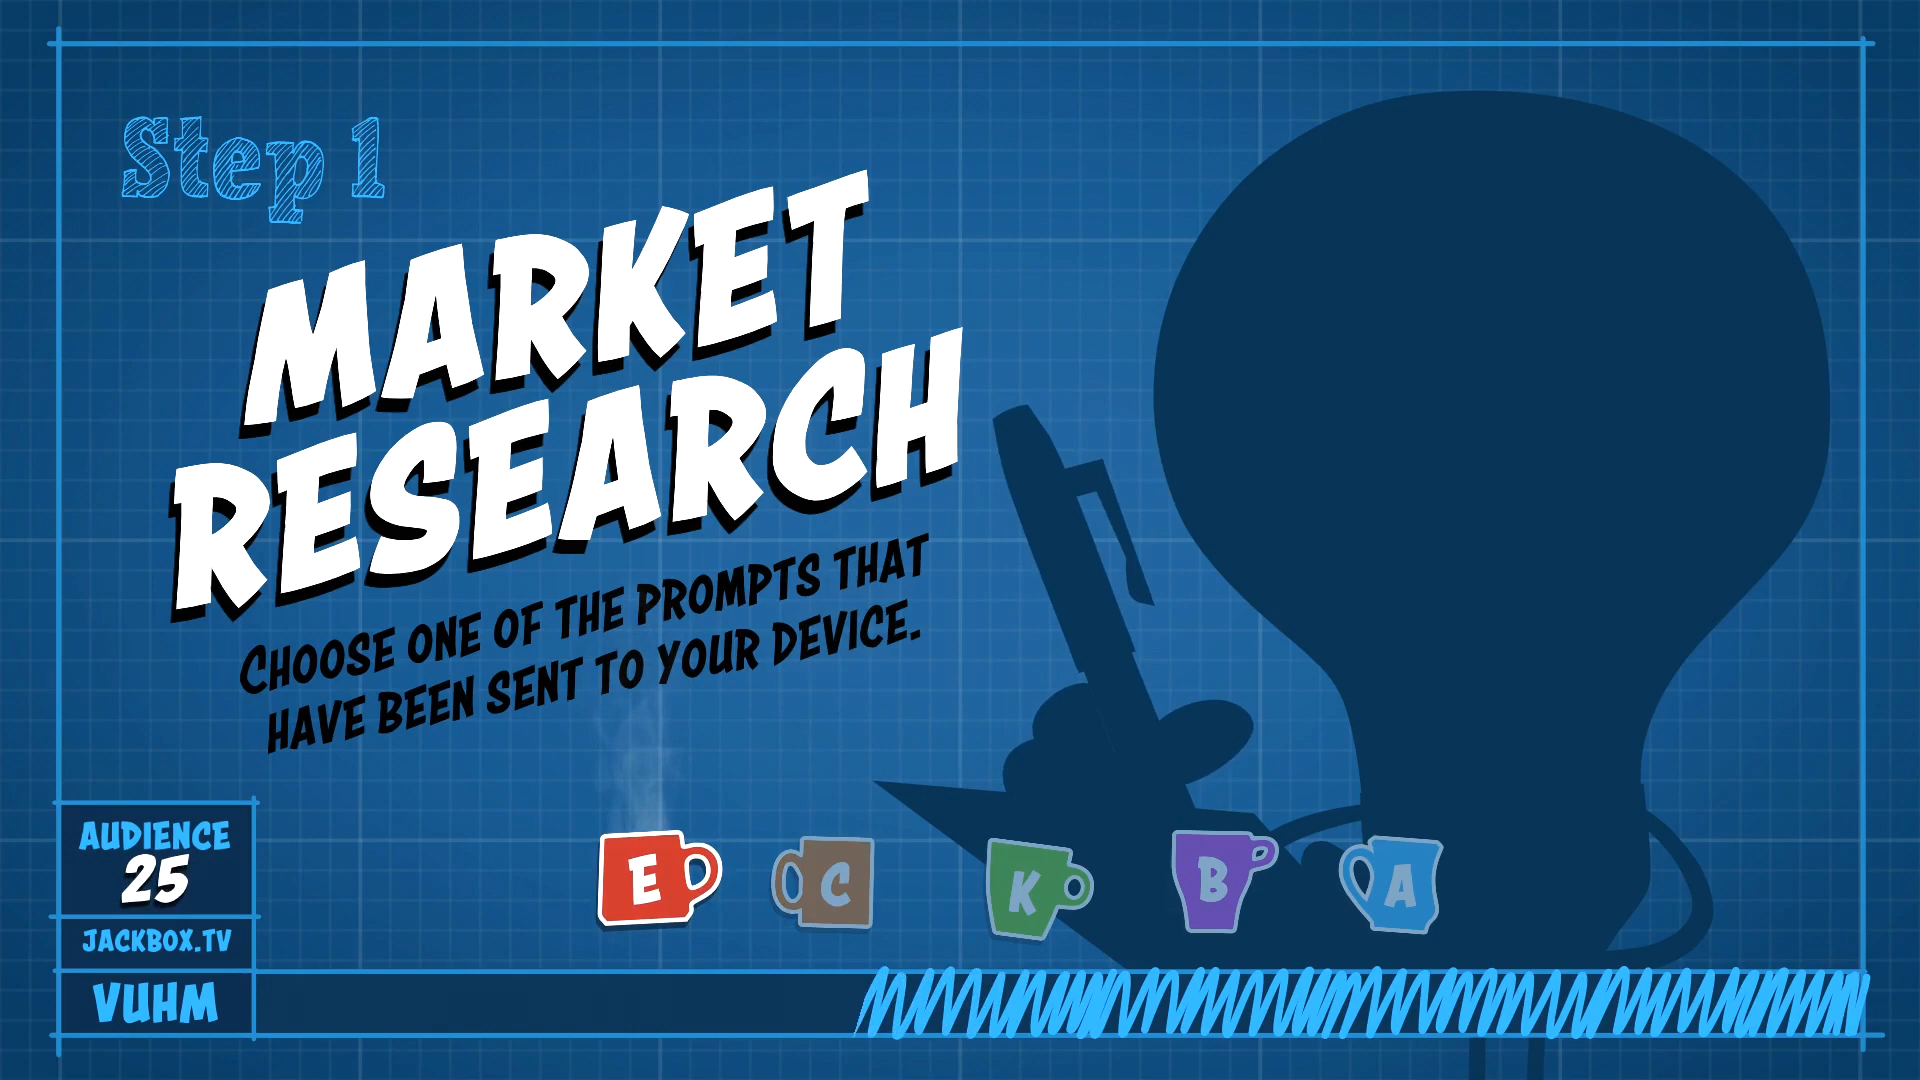 Step 1
MARKET
RESEARCH
CHOOSE ONE OF THE PROMPTS THAT
HAVE BEEN SENT TO YOUR DEVICE.
E
C
K
B
A
AUDIENCE
25
JACKBOX.TV
VUHM